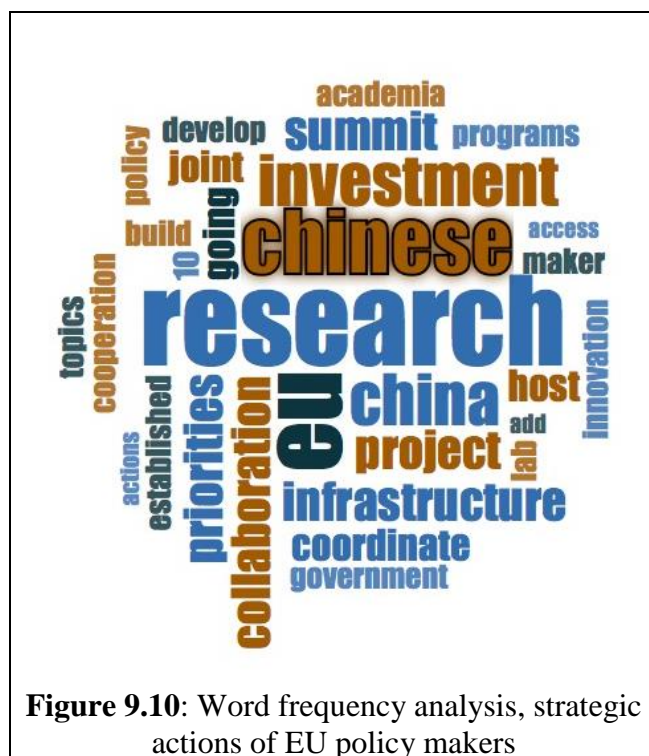 academia
develop summit programs
policy joint investment
build going chinese access
10 maker
topics cooperation research innovation
eu china host
established priorities collaboration project add
actions lab
infrastructure
coordinate
government
Figure 9.10: Word frequency analysis, strategic
actions of EU policy makers